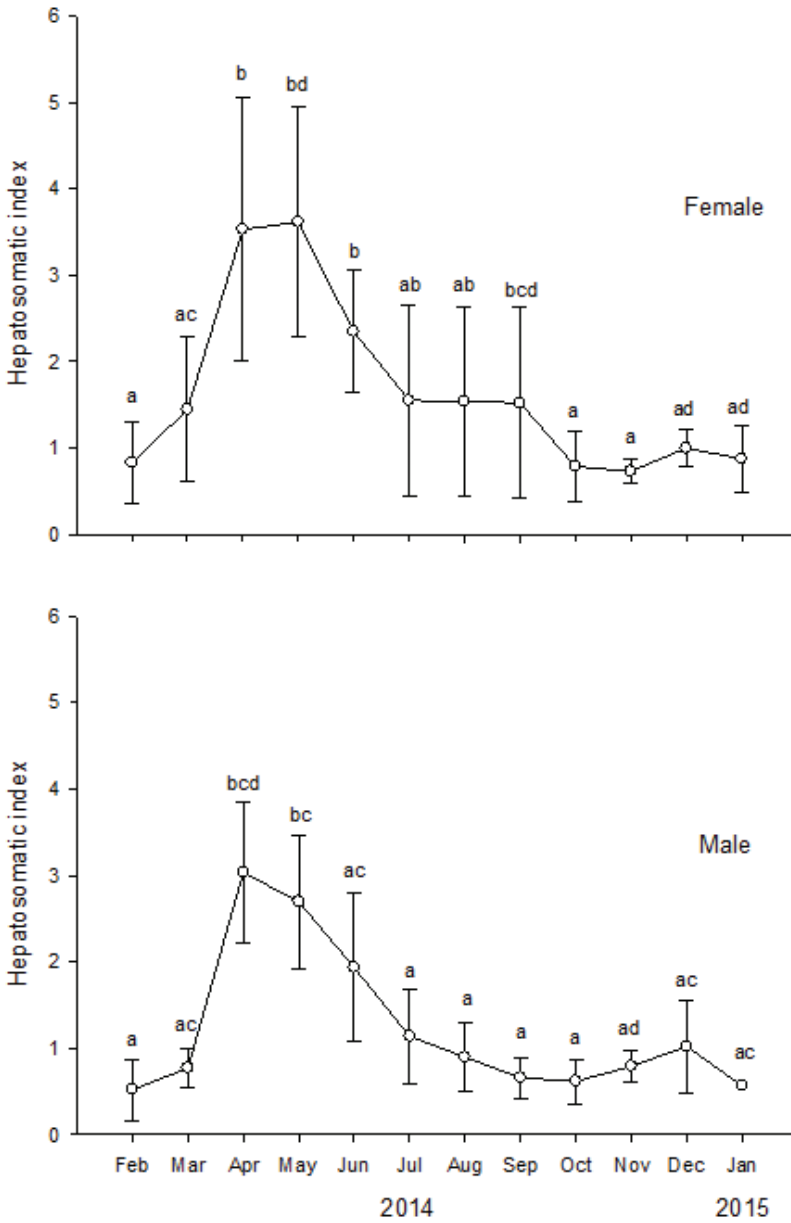 6
5
4
3
2
1
0
Hepatosomatic index
Female
a
ac
b
bd
b
ab
ab
bcd
a
a
ad
ad
6
5
4
3
2
1
0
Hepatosomatic index
Male
a
ac
bcd
bc
ac
a
a
a
a
ad
ac
ac
Feb Mar Apr May Jun Jul Aug Sep Oct Nov Dec Jan
2014 2015